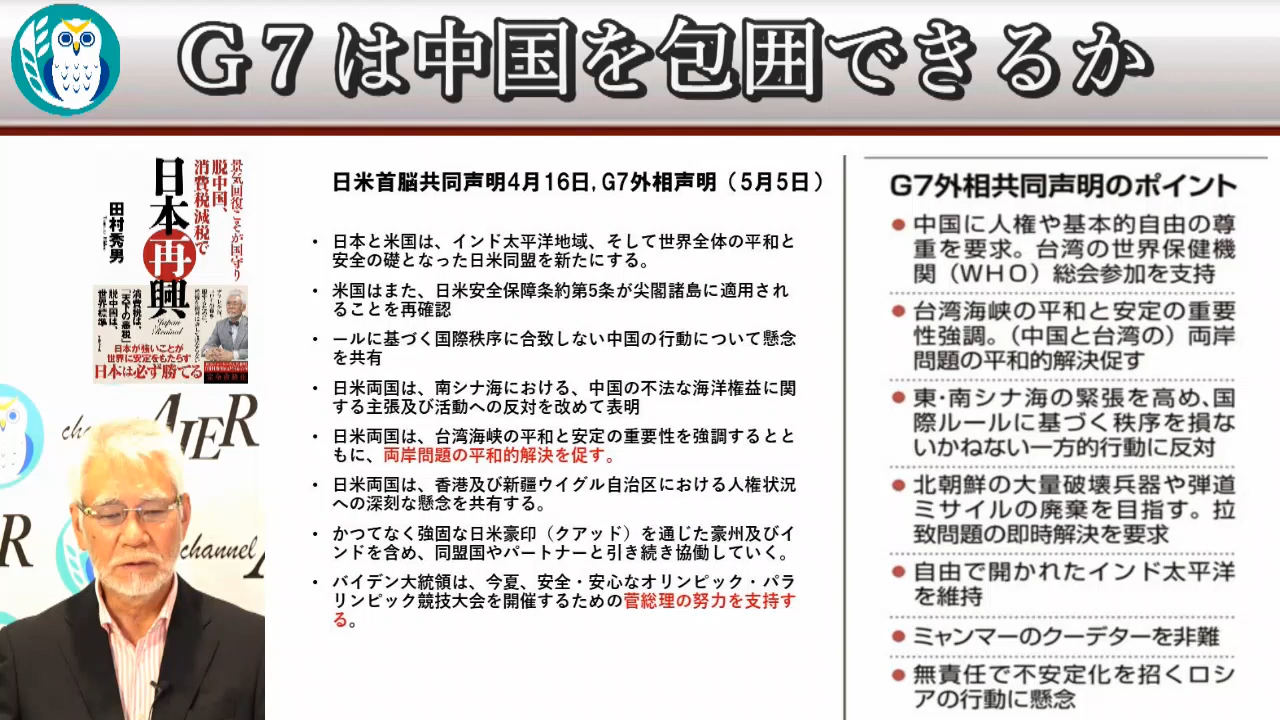 G7は中国を包囲できるか
景気回復こそが国守り
脱中国、
消費税減税で
日本再興
田村秀男
Japan
Revival
消費税は、
「天下の悪税」
脱中国は、
世界標準
日本が強いことが
世界に安定をもたらす
日本は必ず勝てる
channel AJER
R
channel
日米首脳共同声明4月16日,G7外相声明（5月5日）
・ 日本と米国は、インド太平洋地域、そして世界全体の平和と
安全の礎となった日米同盟を新たにする。
・ 米国はまた、日米安全保障条約第5条が尖閣諸島に適用され
ることを再確認
・ ールに基づく国際秩序に合致しない中国の行動について懸念
を共有
・ 日米両国は、南シナ海における、中国の不法な海洋権益に関
する主張及び活動への反対を改めて表明
・ 日米両国は、台湾海峡の平和と安定の重要性を強調するとと
もに、両岸問題の平和的解決を促す。
・ 日米両国は、香港及び新疆ウイグル自治区における人権状況
への深刻な懸念を共有する。
・ かつてなく強固な日米豪印（クアッド）を通じた豪州及びイ
ンドを含め、同盟国やパートナーと引き続き協働していく。
・ バイデン大統領は、今夏、安全・安心なオリンピック・パラ
リンピック競技大会を開催するための菅総理の努力を支持す
る。
G7外相共同声明のポイント
● 中国に人権や基本的自由の尊
重を要求。台湾の世界保健機
関（WHO）総会参加を支持
● 台湾海峡の平和と安定の重要
性強調。（中国と台湾の）両岸
問題の平和的解決促す
● 東・南シナ海の緊張を高め、国
際ルールに基づく秩序を損な
いかねない一方的行動に反対
● 北朝鮮の大量破壊兵器や弾道
ミサイルの廃棄を目指す。拉
致問題の即時解決を要求
● 自由で開かれたインド太平洋
を維持
● ミャンマーのクーデターを非難
● 無責任で不安定化を招くロシ
アの行動に懸念